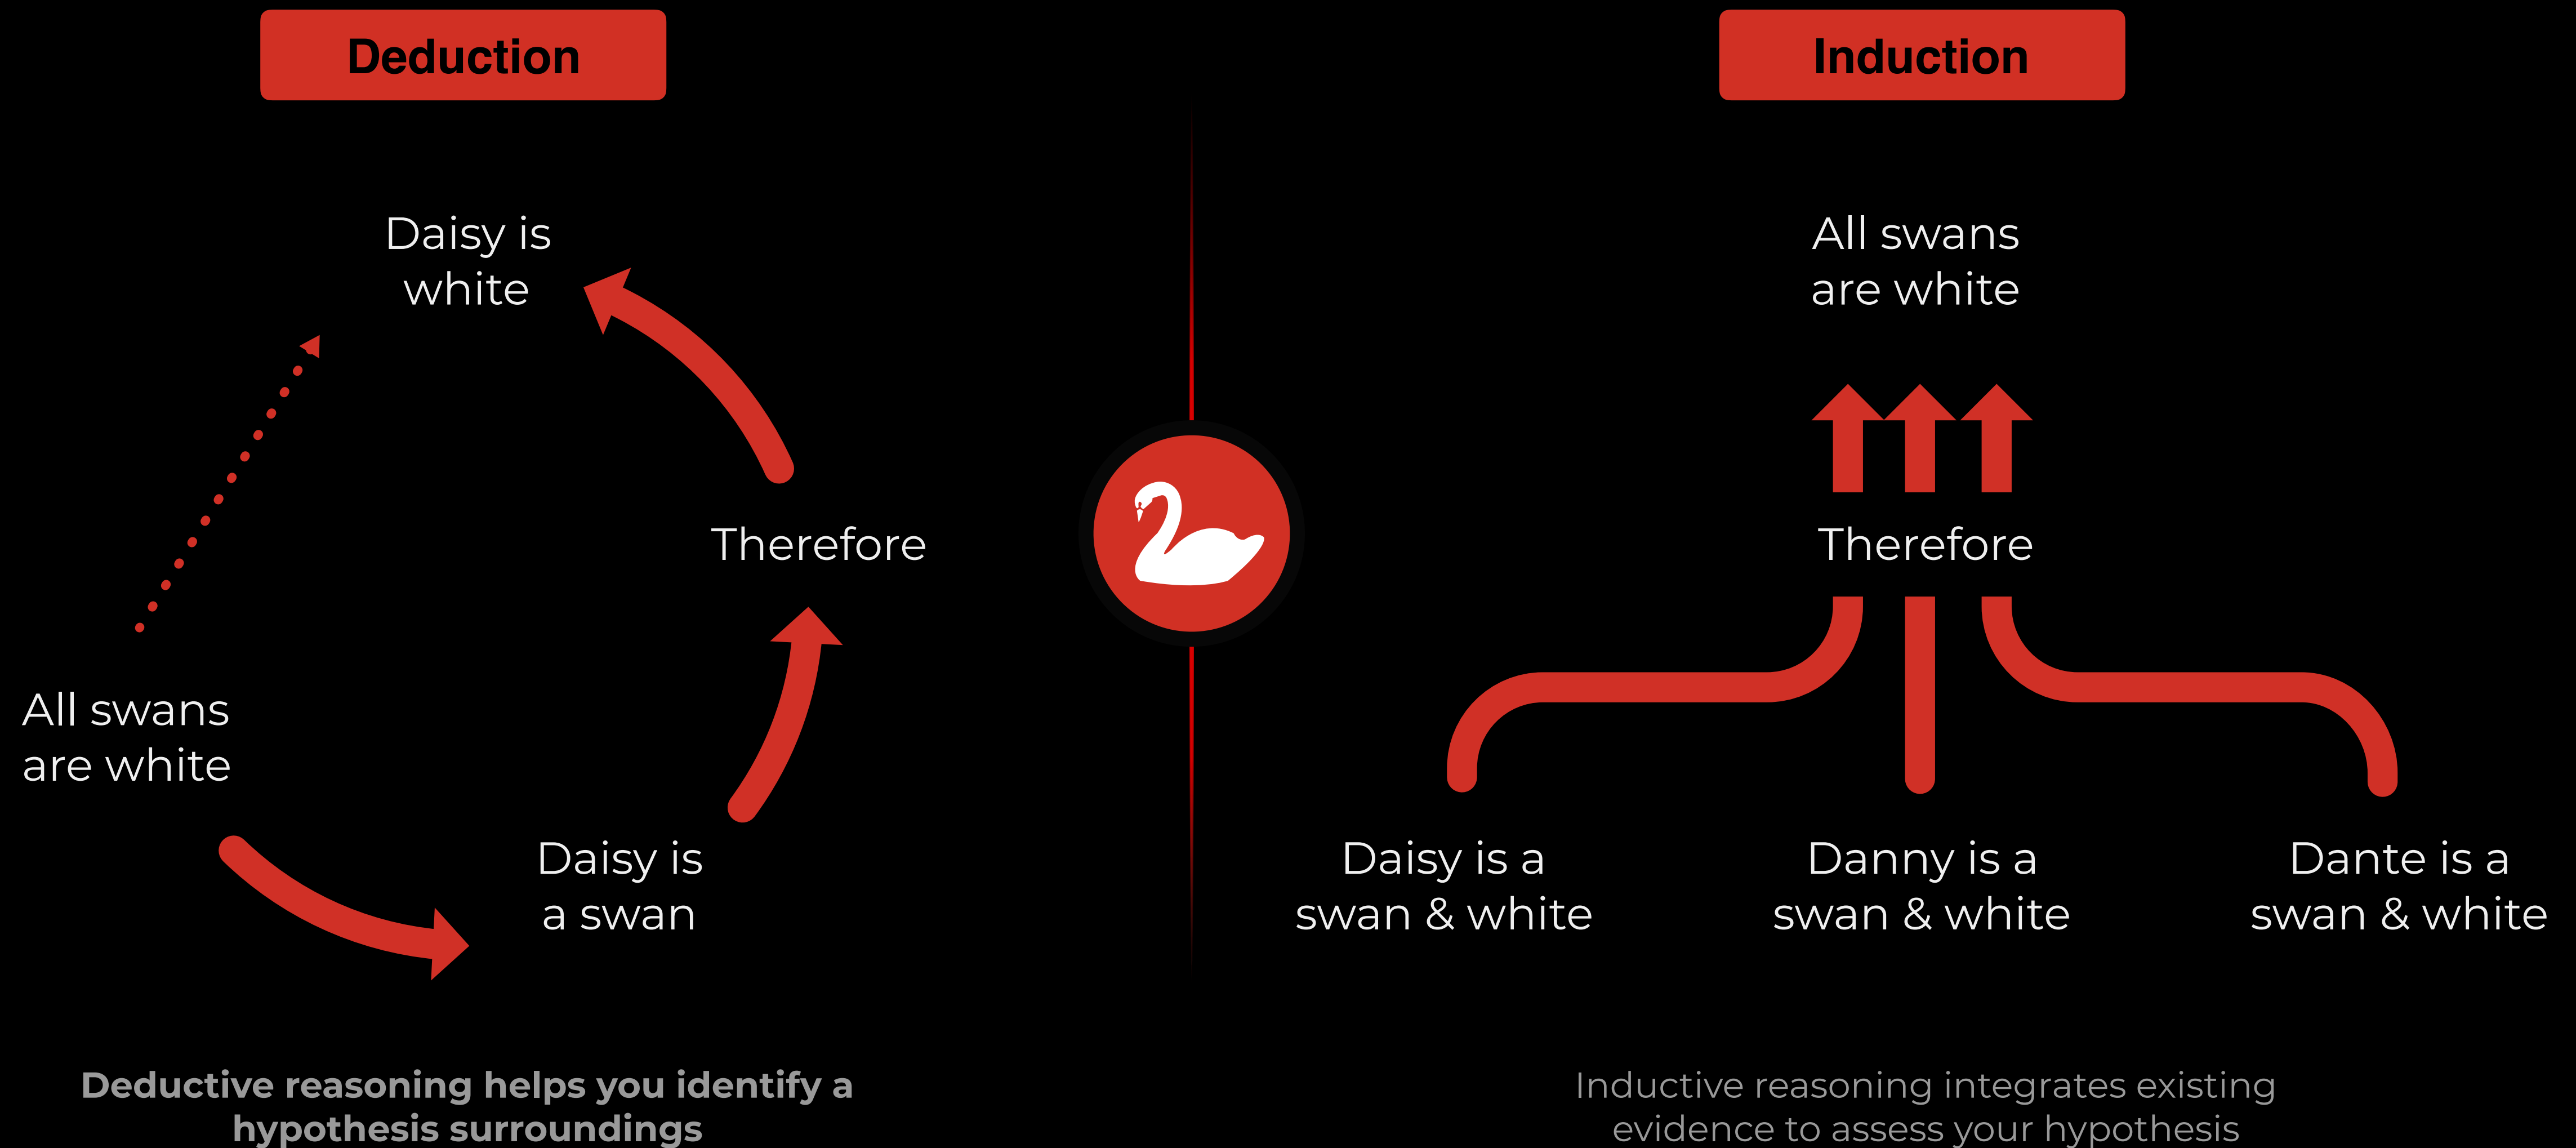 Deduction
Daisy is
white
Therefore
All swans
are white
Daisy is
a swan
Deductive reasoning helps you identify a
hypothesis surroundings
Induction
All swans
are white
Therefore
Daisy is a
swan & white
Danny is a
swan & white
Dante is a
swan & white
Inductive reasoning integrates existing
evidence to assess your hypothesis